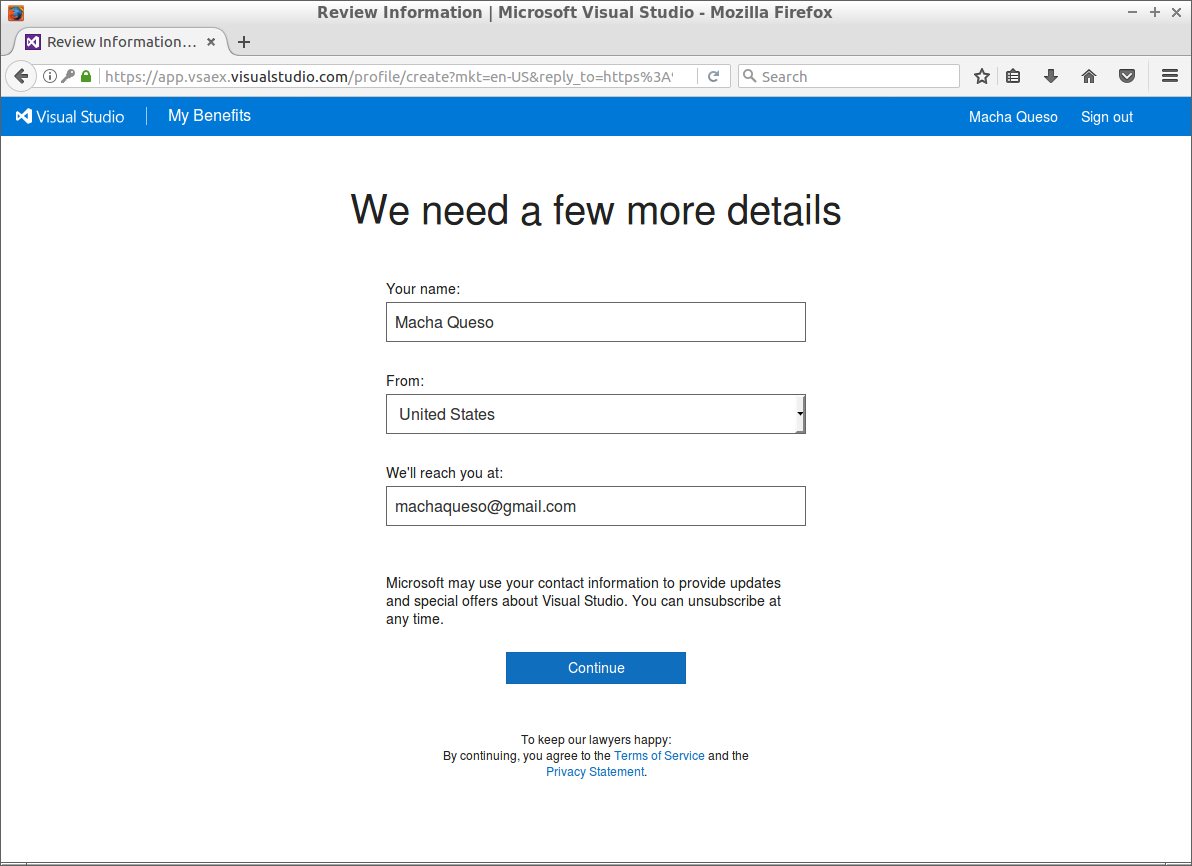 Review Information | Microsoft Visual Studio - Mozilla Firefox
Review Information...
https://app.vsaex.visualstudio.com/profile/create?mkt=en-US&reply_to=https%3A'
Search
Visual Studio
My Benefits
Macha Queso
Sign out
We need a few more details
Your name:
Macha Queso
From:
United States
We'll reach you at:
machaqueso@gmail.com
Microsoft may use your contact information to provide updates
and special offers about Visual Studio. You can unsubscribe at
any time.
Continue
To keep our lawyers happy:
By continuing, you agree to the Terms of Service and the
Privacy Statement.